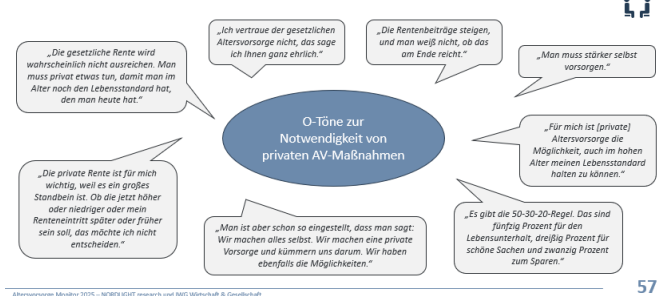 „Die gesetzliche Rente wird
wahrscheinlich nicht ausreichen. Man
muss privat etwas tun, damit man im
Alter noch den Lebensstandard hat,
den man heute hat.“
„Ich vertraue der gesetzlichen
Altersvorsorge nicht, das sage
ich Ihnen ganz ehrlich.“
„Die Rentenbeiträge steigen,
und man weiß nicht, ob das
am Ende reicht.“
„Man muss stärker selbst
vorsorgen.“
O-Töne zur
Notwendigkeit von
privaten AV-Maßnahmen
„Für mich ist [private]
Altersvorsorge die
Möglichkeit, auch im hohen
Alter meinen Lebensstandard
halten zu können.“
„Die private Rente ist für mich
wichtig, weil es ein großes
Standbein ist. Ob die jetzt höher
oder niedriger oder mein
Renteneintritt später oder früher
sein soll, das möchte ich nicht
entscheiden.“
„Man ist aber schon so eingestellt, dass man sagt:
Wir machen alles selbst. Wir machen eine private
Vorsorge und kümmern uns darum. Wir haben
ebenfalls die Möglichkeiten.“
„Es gibt die 50-30-20-Regel. Das sind
fünfzig Prozent für den
Lebensunterhalt, dreißig Prozent für
schöne Sachen und zwanzig Prozent
zum Sparen.“
Altersvorsorge Monitor 2025 – NORDLIGHT research und IWG Wirtschaft & Gesellschaft
57